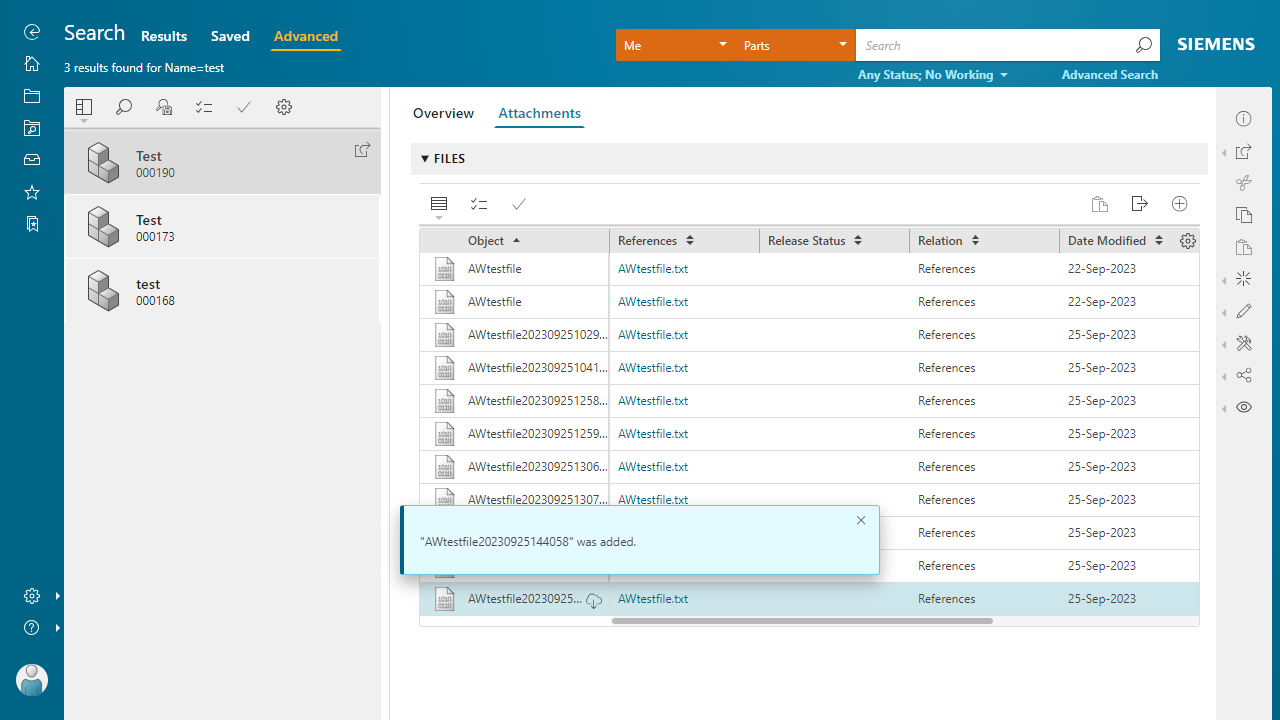 Search
Results
Saved
Advanced
3 results found for Name=test
Me
Parts
Search
SIEMENS
Any Status; No Working
Advanced Search
Test
000190
Test
000173
test
000168
Overview
Attachments
FILES
Object
References
Release Status
Relation
Date Modified
AWtestfile AWtestfile.txt References 22-Sep-2023
AWtestfile AWtestfile.txt References 22-Sep-2023
AWtestfile202309251029... AWtestfile.txt References 25-Sep-2023
AWtestfile202309251041... AWtestfile.txt References 25-Sep-2023
AWtestfile202309251258... AWtestfile.txt References 25-Sep-2023
AWtestfile202309251259... AWtestfile.txt References 25-Sep-2023
AWtestfile202309251306... AWtestfile.txt References 25-Sep-2023
AWtestfile202309251307... AWtestfile.txt References 25-Sep-2023
References 25-Sep-2023
"AWtestfile20230925144058" was added.
References 25-Sep-2023
AWtestfile20230925... AWtestfile.txt References 25-Sep-2023